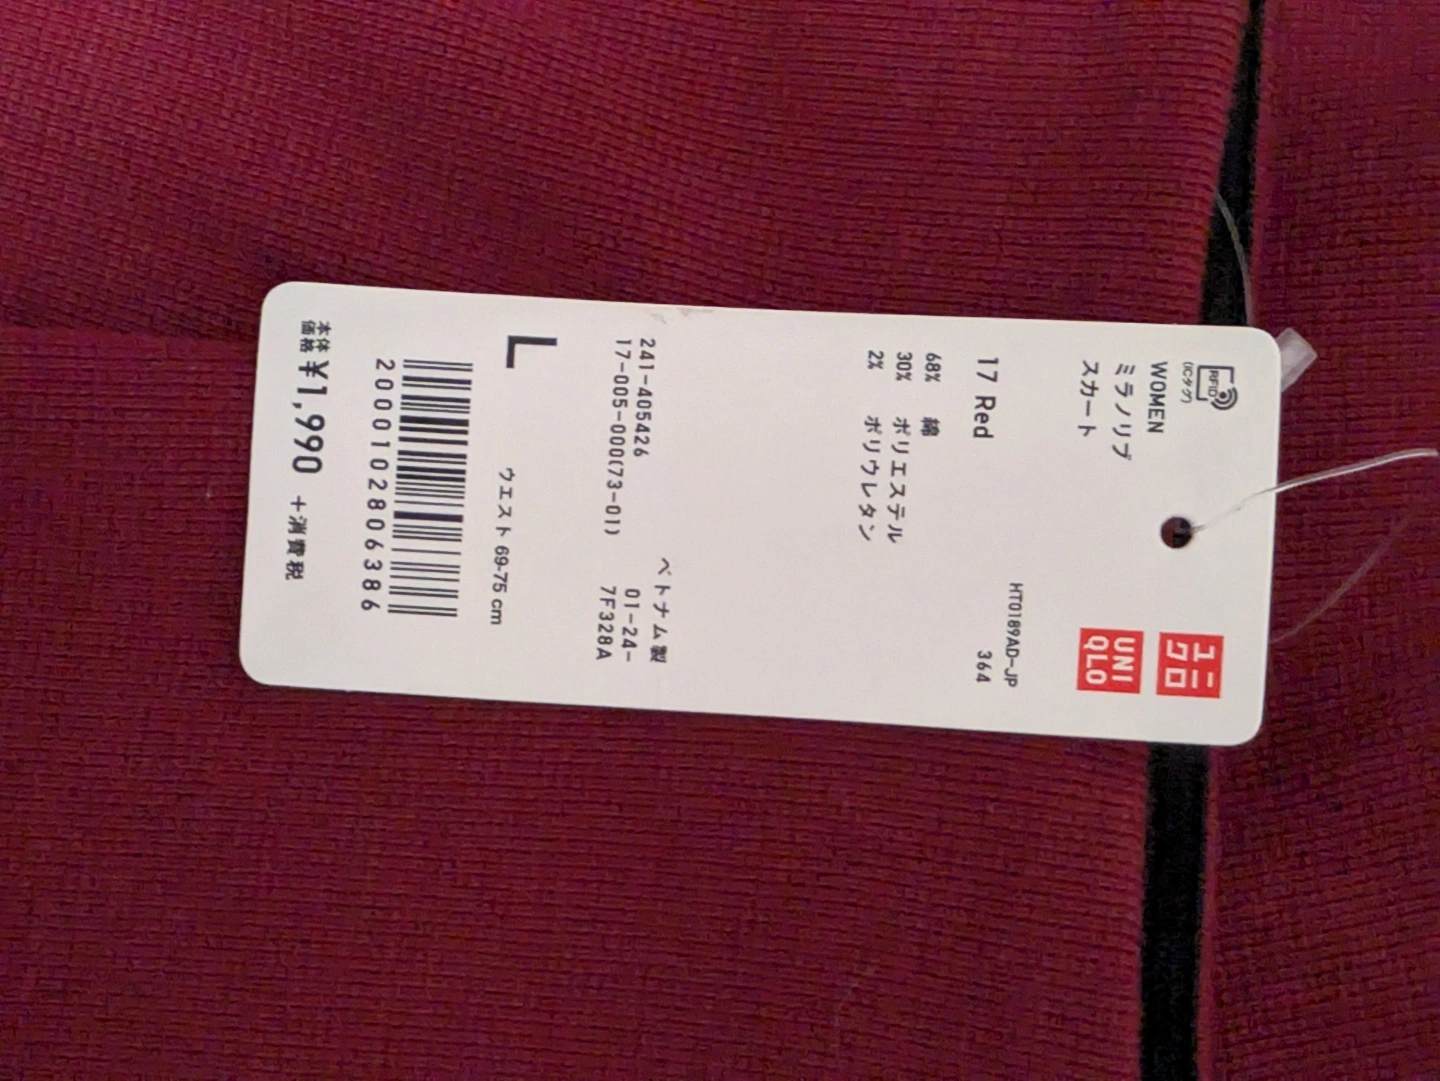 RFID
(ICタグ)
WOMEN
ミラノリブ
スカート
ユニ
クロ
UNI
QLO
HT0189AD-JP
17 Red
364
68% 綿
30% ポリエステル
2% ポリウレタン
ベトナム製
241-405426
01-24-
17-005-000(73-01)
7F328A
L
ウエスト 69-75 cm
2000102806386
本体
価格 ¥1,990 +消費税